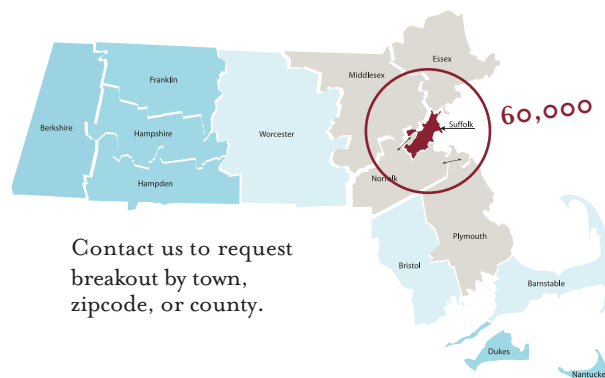 Essex
Middlesex
Franklin
60,000
Suffolk
Berkshire
Hampshire
Worcester
Norfolk
Hampden
Plymouth
Contact us to request
breakout by town,
zipcode, or county.
Bristol
Barnstable
Dukes
Nantucke